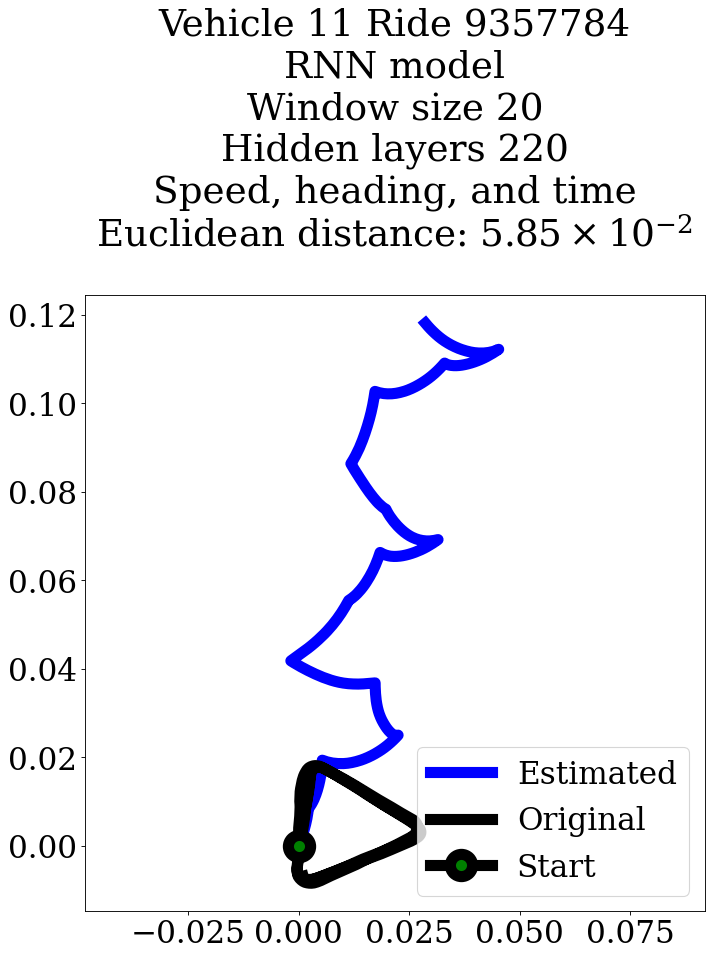 Vehicle 11 Ride 9357784
RNN model
Window size 20
Hidden layers 220
Speed, heading, and time
Euclidean distance: 5.85 × 10⁻²
0.12
0.10
0.08
0.06
0.04
0.02
0.00
Estimated
Original
Start
−0.025 0.000 0.025 0.050 0.075